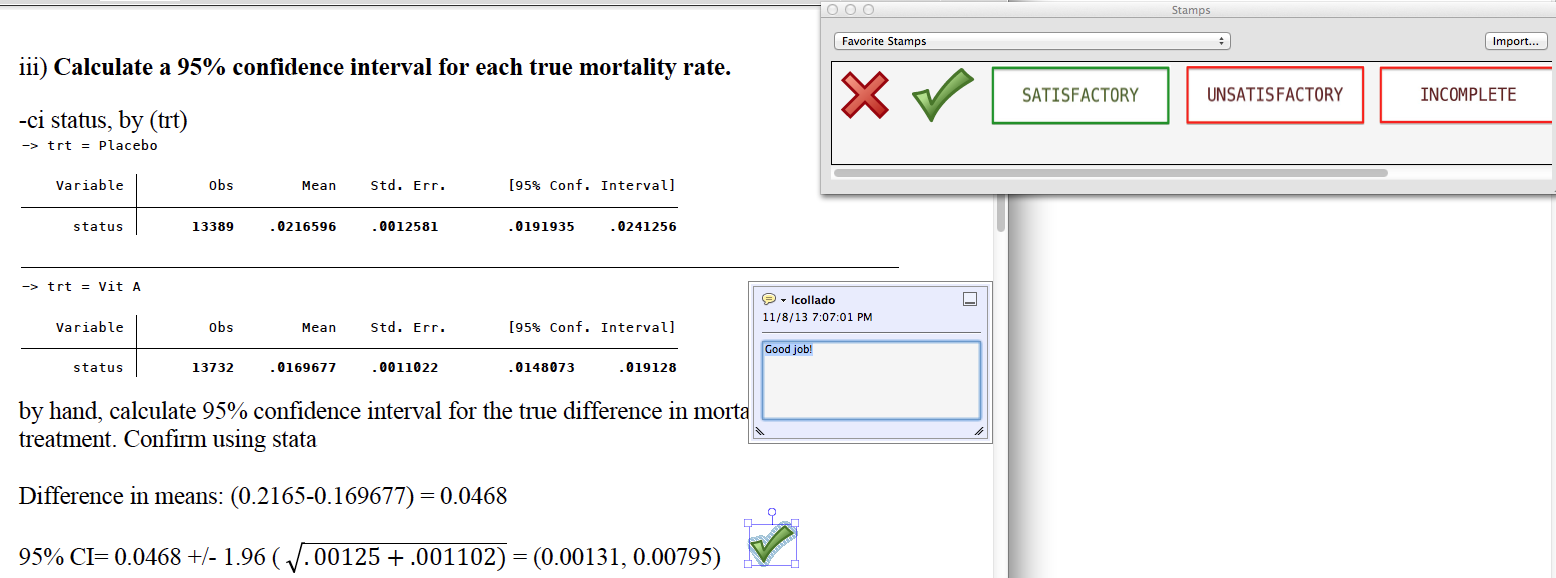 Stamps
Favorite Stamps
Import...
SATISFACTORY UNSATISFACTORY INCOMPLETE
iii) Calculate a 95% confidence interval for each true mortality rate.
-ci status, by (trt)
-> trt = Placebo
Variable Obs Mean Std. Err. [95% Conf. Interval]
status 13389 .0216596 .0012581 .0191935 .0241256
-> trt = Vit A
Variable Obs Mean Std. Err. [95% Conf. Interval]
status 13732 .0169677 .0011022 .0148073 .019128
lcollado
11/8/13 7:07:01 PM
Good job!
by hand, calculate 95% confidence interval for the true difference in morta
treatment. Confirm using stata
Difference in means: (0.2165-0.169677) = 0.0468
95% CI= 0.0468 +/- 1.96 ( √.00125 + .001102) = (0.00131, 0.00795)